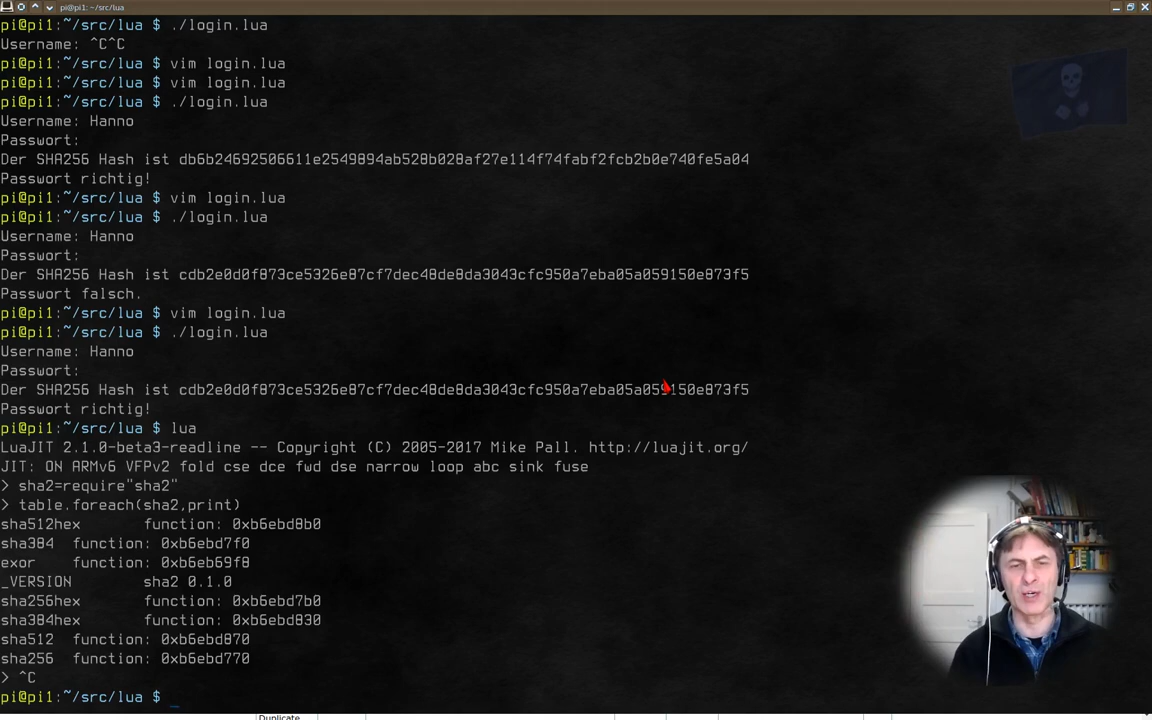 pi@pi1: ~/src/lua
pi@pi1:~/src/lua $ ./login.lua
Username: ^C^C
pi@pi1:~/src/lua $ vim login.lua
pi@pi1:~/src/lua $ vim login.lua
pi@pi1:~/src/lua $ ./login.lua
Username: Hanno
Passwort:
Der SHA256 Hash ist db6b24692506611e2549894ab528b028af27e114f74fabf2fcb2b0e740fe5a04
Passwort richtig!
pi@pi1:~/src/lua $ vim login.lua
pi@pi1:~/src/lua $ ./login.lua
Username: Hanno
Passwort:
Der SHA256 Hash ist cdb2e0d0f873ce5326e87cf7dec48de8da3043cfc950a7eba05a059150e873f5
Passwort falsch.
pi@pi1:~/src/lua $ vim login.lua
pi@pi1:~/src/lua $ ./login.lua
Username: Hanno
Passwort:
Der SHA256 Hash ist cdb2e0d0f873ce5326e87cf7dec48de8da3043cfc950a7eba05a059150e873f5
Passwort richtig!
pi@pi1:~/src/lua $ lua
LuaJIT 2.1.0-beta3-readline -- Copyright (C) 2005-2017 Mike Pall. http://luajit.org/
JIT: ON ARMv6 VFPv2 fold cse dce fwd dse narrow loop abc sink fuse
> sha2=require"sha2"
> table.foreach(sha2,print)
sha512hex function: 0xb6ebd8b0
sha384 function: 0xb6ebd7f0
exor function: 0xb6eb69f8
_VERSION sha2 0.1.0
sha256hex function: 0xb6ebd7b0
sha384hex function: 0xb6ebd830
sha512 function: 0xb6ebd870
sha256 function: 0xb6ebd770
> ^C
pi@pi1:~/src/lua $
Duplicate